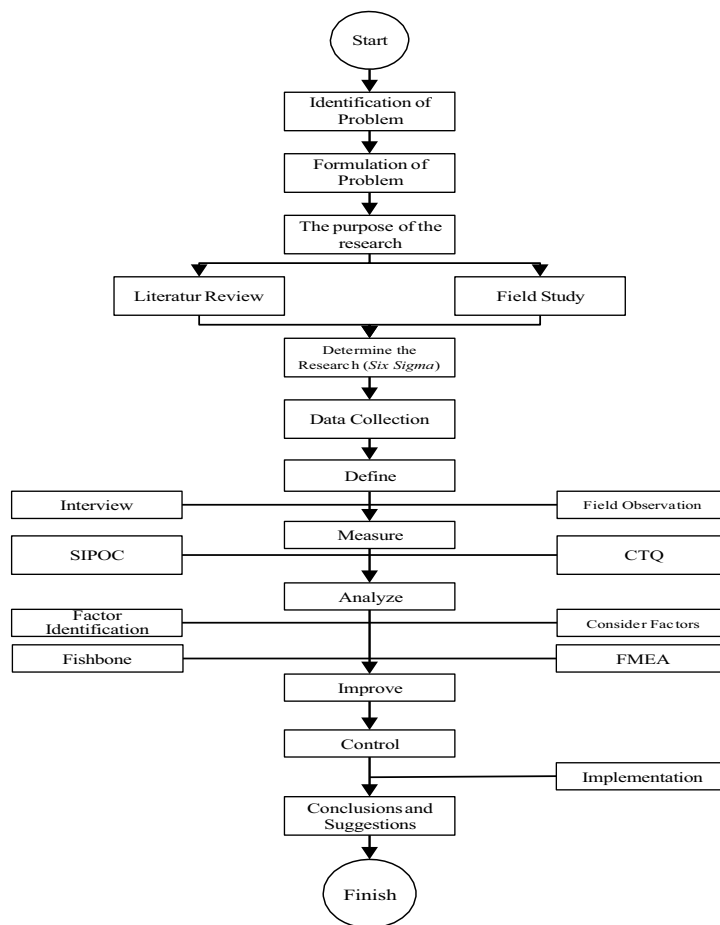 Start
Identification of
Problem
Formulation of
Problem
The purpose of the
research
Literatur Review
Field Study
Determine the
Research (Six Sigma)
Data Collection
Define
Interview
Field Observation
Measure
SIPOC
CTQ
Analyze
Factor
Identification
Consider Factors
Fishbone
FMEA
Improve
Control
Implementation
Conclusions and
Suggestions
Finish